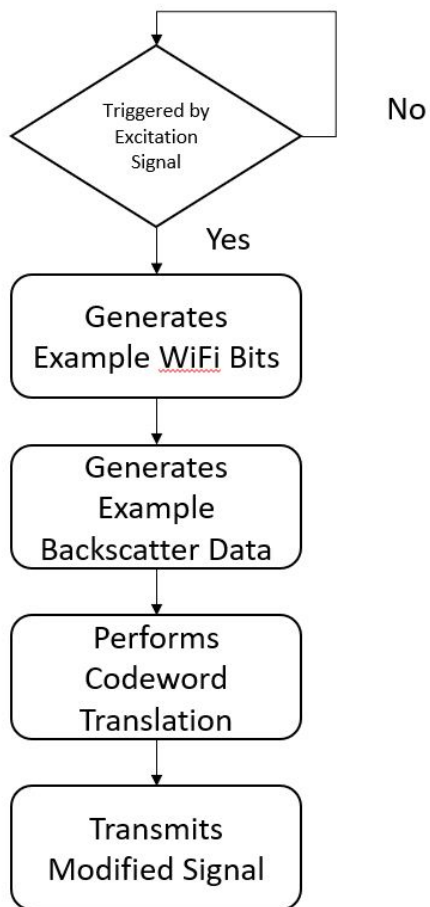 Triggered by
Excitation
Signal
No
Yes
Generates
Example WiFi Bits
Generates
Example
Backscatter Data
Performs
Codeword
Translation
Transmits
Modified Signal